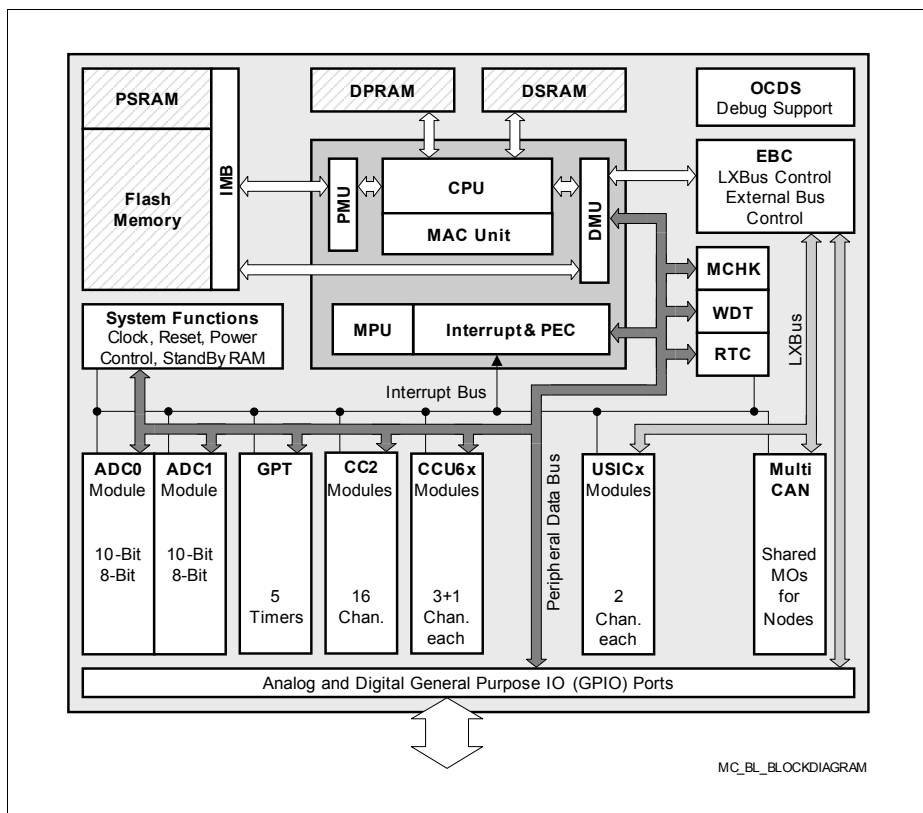 PSRAM
Flash
Memory
IMB
DPRAM
DSRAM
OCDS
Debug Support
PMU
CPU
MAC Unit
DMU
EBC
LXBus Control
External Bus
Control
MPU
Interrupt & PEC
MCHK
WDT
RTC
LXBus
System Functions
Clock, Reset, Power
Control, StandBy RAM
Interrupt Bus
Peripheral Data Bus
ADC0
Module
10-Bit
8-Bit
ADC1
Module
10-Bit
8-Bit
GPT
5
Timers
CC2
Modules
16
Chan.
CCU6x
Modules
3+1
Chan.
each
USICx
Modules
2
Chan.
each
Multi
CAN
Shared
MOs
for
Nodes
Analog and Digital General Purpose IO (GPIO) Ports
MC_BL_BLOCKDIAGRAM